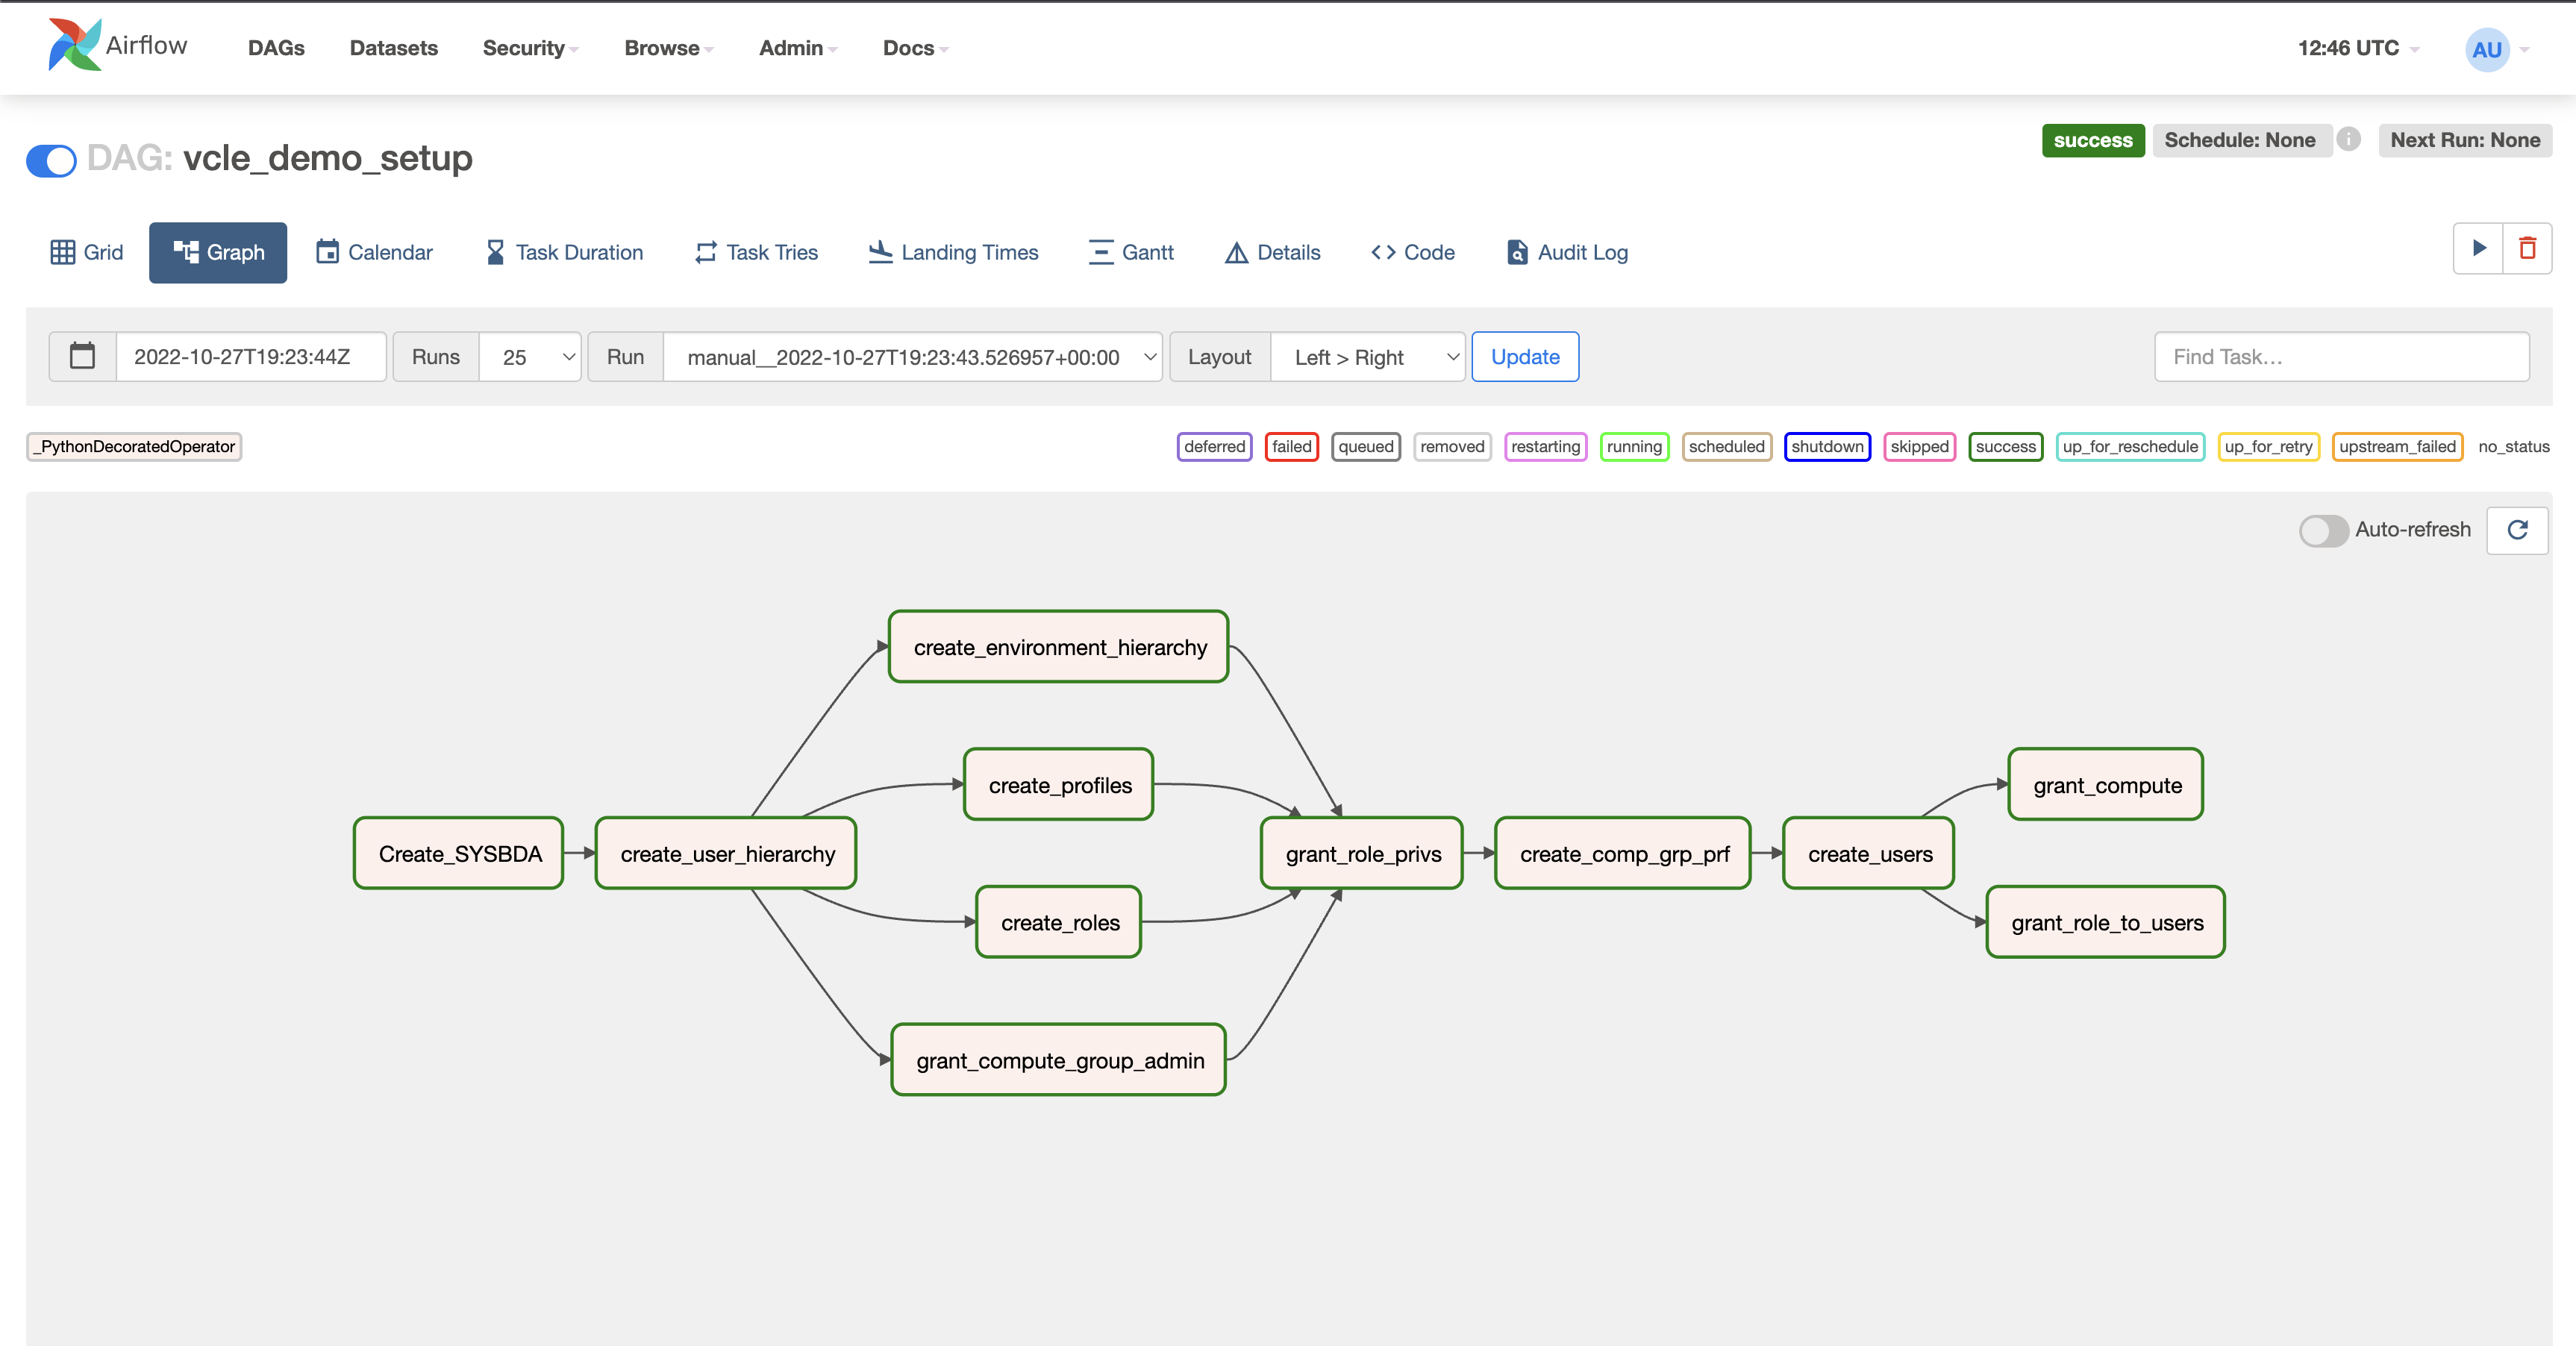 Airflow DAGs Datasets Security Browse Admin Docs 12:46 UTC AU
DAG: vcle_demo_setup success Schedule: None i Next Run: None
Grid Graph Calendar Task Duration Task Tries Landing Times Gantt Details Code Audit Log
2022-10-27T19:23:44Z Runs 25 Run manual__2022-10-27T19:23:43.526957+00:00 Layout Left > Right Update Find Task...
_PythonDecoratedOperator deferred failed queued removed restarting running scheduled shutdown skipped success up_for_reschedule up_for_retry upstream_failed no_status
Auto-refresh
create_environment_hierarchy
create_profiles grant_compute
Create_SYSBDA create_user_hierarchy grant_role_privs create_comp_grp_prf create_users
create_roles grant_role_to_users
grant_compute_group_admin